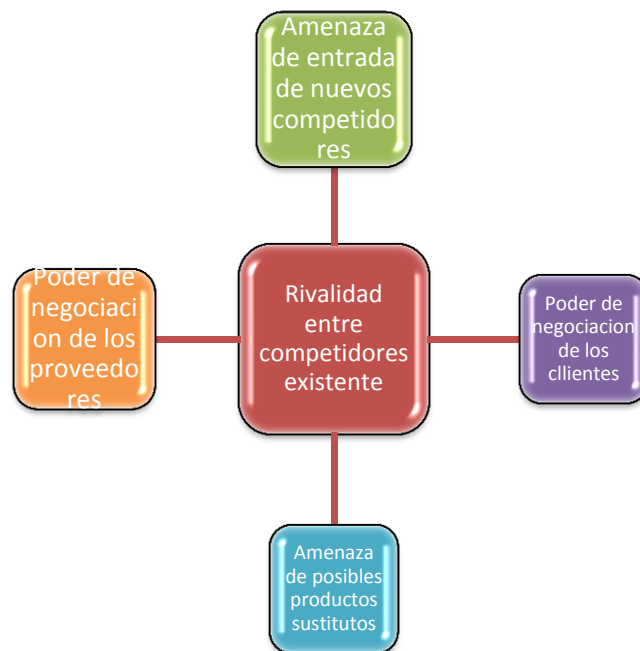 Amenaza
de entrada
de nuevos
competido
res
Poder de
negociaci
on de los
proveedo
res
Rivalidad
entre
competidores
existente
Poder de
negociacion
de los
cllientes
Amenaza
de posibles
productos
sustitutos